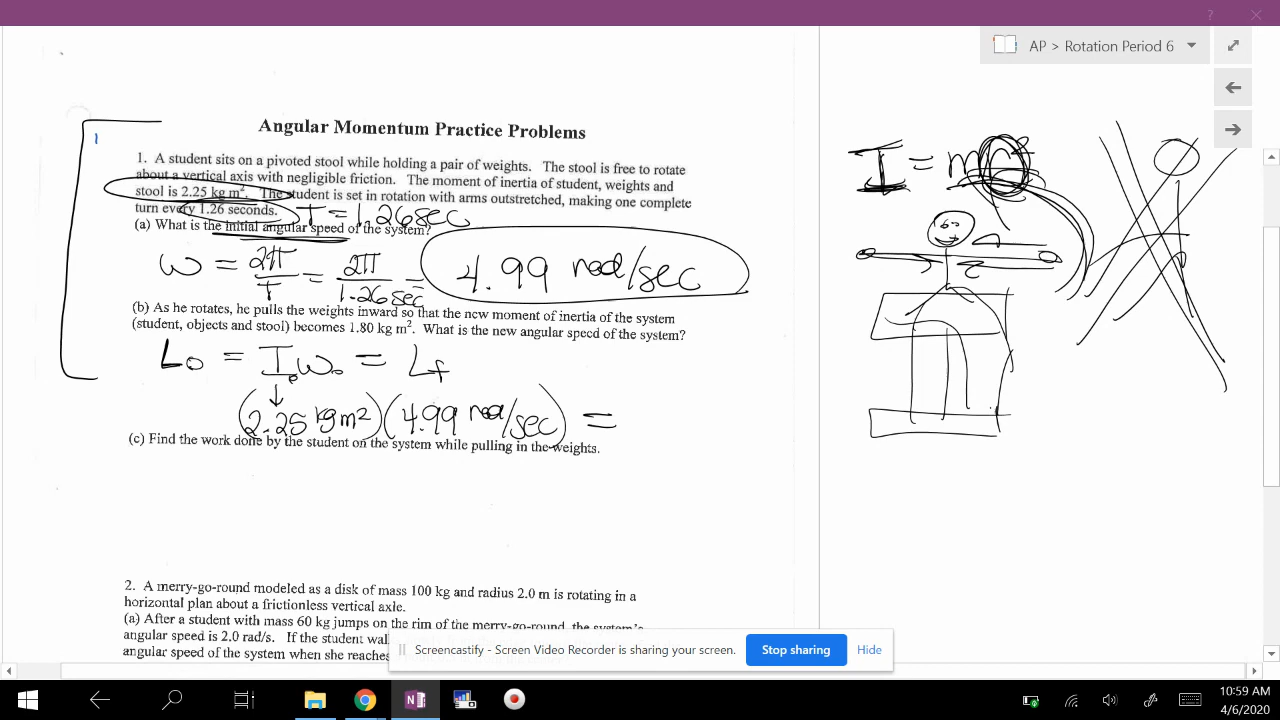 ?
AP > Rotation Period 6
Angular Momentum Practice Problems
1
1. A student sits on a pivoted stool while holding a pair of weights. The stool is free to rotate
about a vertical axis with negligible friction. The moment of inertia of student, weights and
stool is 2.25 kg m². The student is set in rotation with arms outstretched, making one complete
turn every 1.26 seconds. T = 1.26sec
(a) What is the initial angular speed of the system?
ω = 2π/T = 2π/1.26sec = 4.99 rad/sec
(b) As he rotates, he pulls the weights inward so that the new moment of inertia of the system
(student, objects and stool) becomes 1.80 kg m². What is the new angular speed of the system?
L₀ = I₀ω₀ = Lf
(2.25 kgm²)(4.99 rad/sec) =
(c) Find the work done by the student on the system while pulling in the weights.
I = mr²
2. A merry-go-round modeled as a disk of mass 100 kg and radius 2.0 m is rotating in a
horizontal plan about a frictionless vertical axle.
(a) After a student with mass 60 kg jumps on the rim of the merry-go-round, the system's
angular speed is 2.0 rad/s. If the student
angular speed of the system when she reaches
Screencastify - Screen Video Recorder is sharing your screen.
Stop sharing
Hide
10:59 AM
4/6/2020